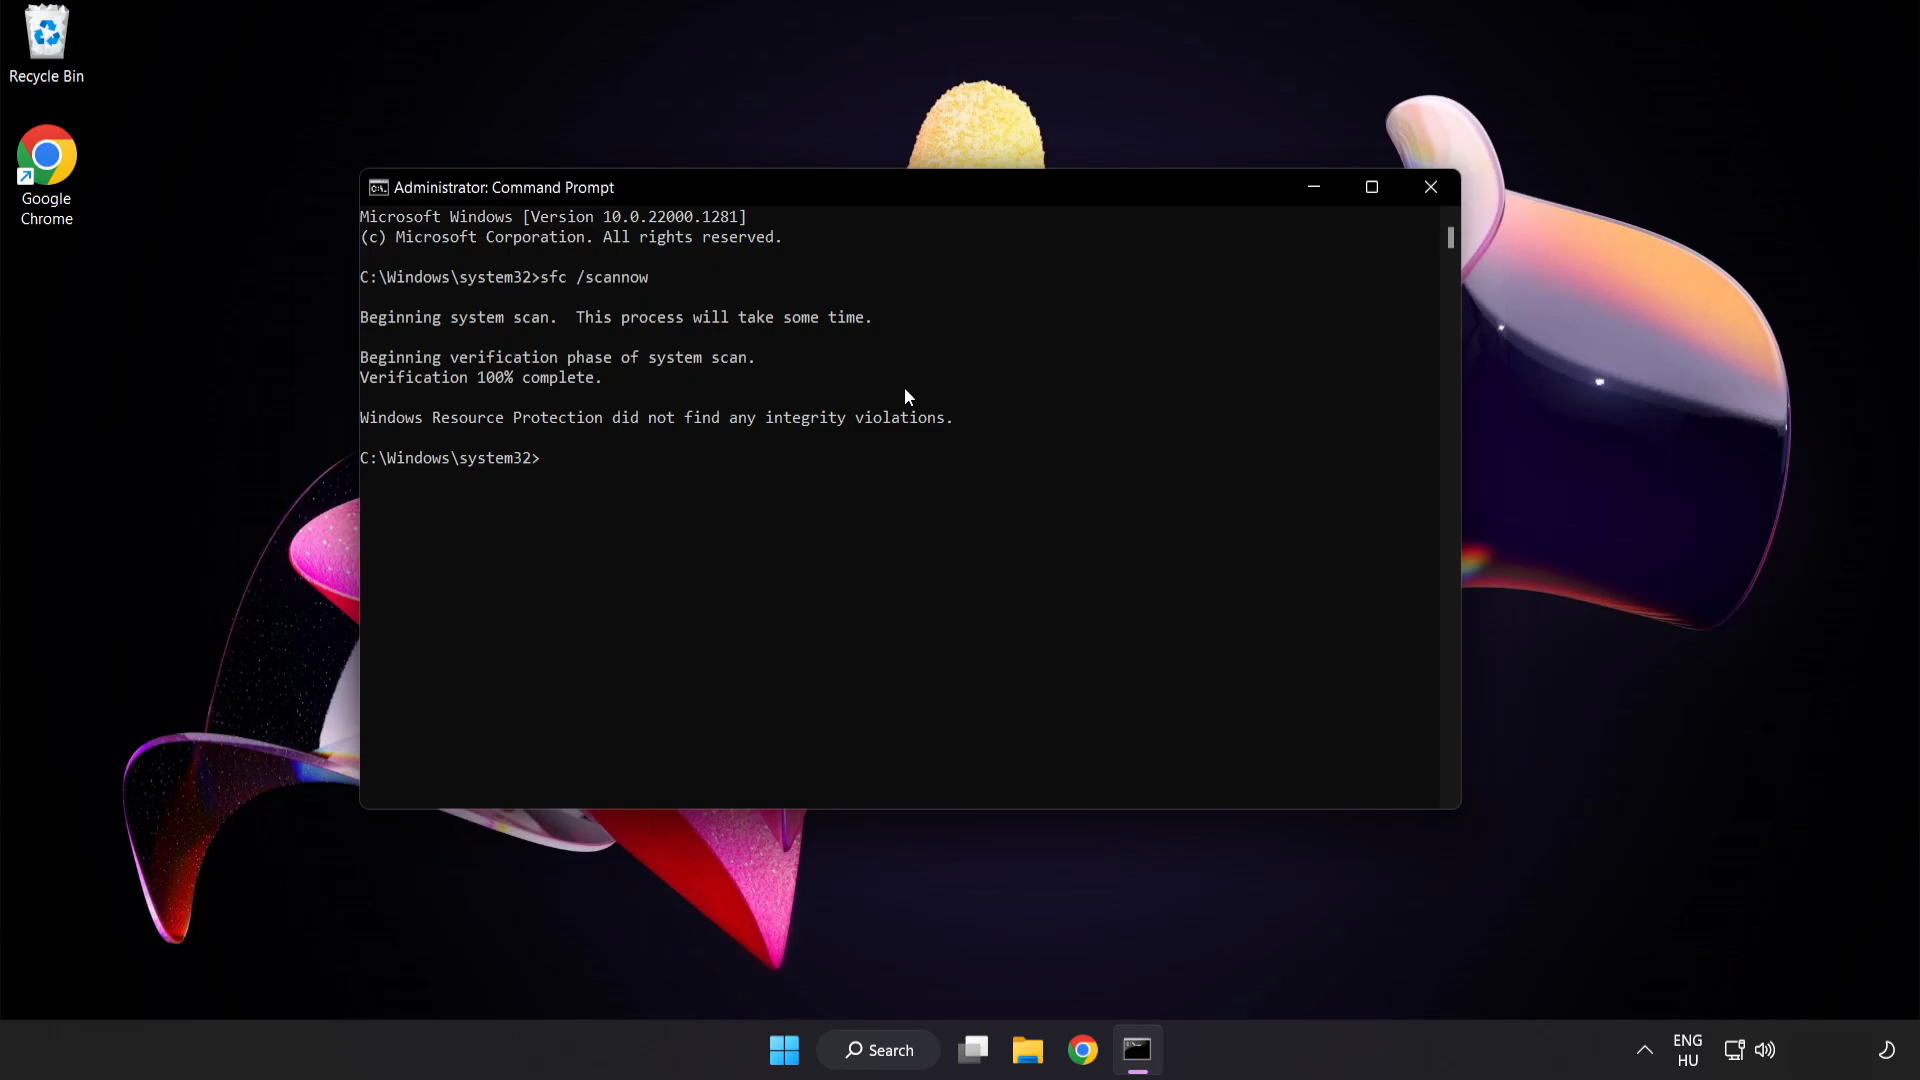 Recycle Bin
Google
Chrome
Administrator: Command Prompt
Microsoft Windows [Version 10.0.22000.1281]
(c) Microsoft Corporation. All rights reserved.
C:\Windows\system32>sfc /scannow
Beginning system scan.  This process will take some time.
Beginning verification phase of system scan.
Verification 100% complete.
Windows Resource Protection did not find any integrity violations.
C:\Windows\system32>
Search
ENG
HU